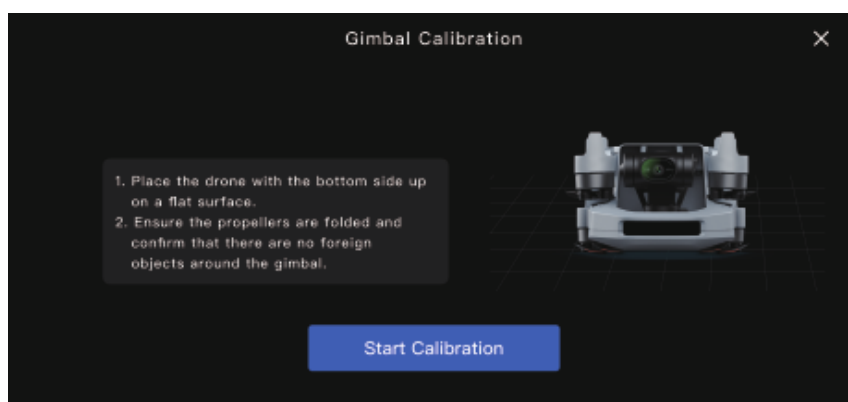 Gimbal Calibration
1. Place the drone with the bottom side up
on a flat surface.
2. Ensure the propellers are folded and
confirm that there are no foreign
objects around the gimbal.
Start Calibration